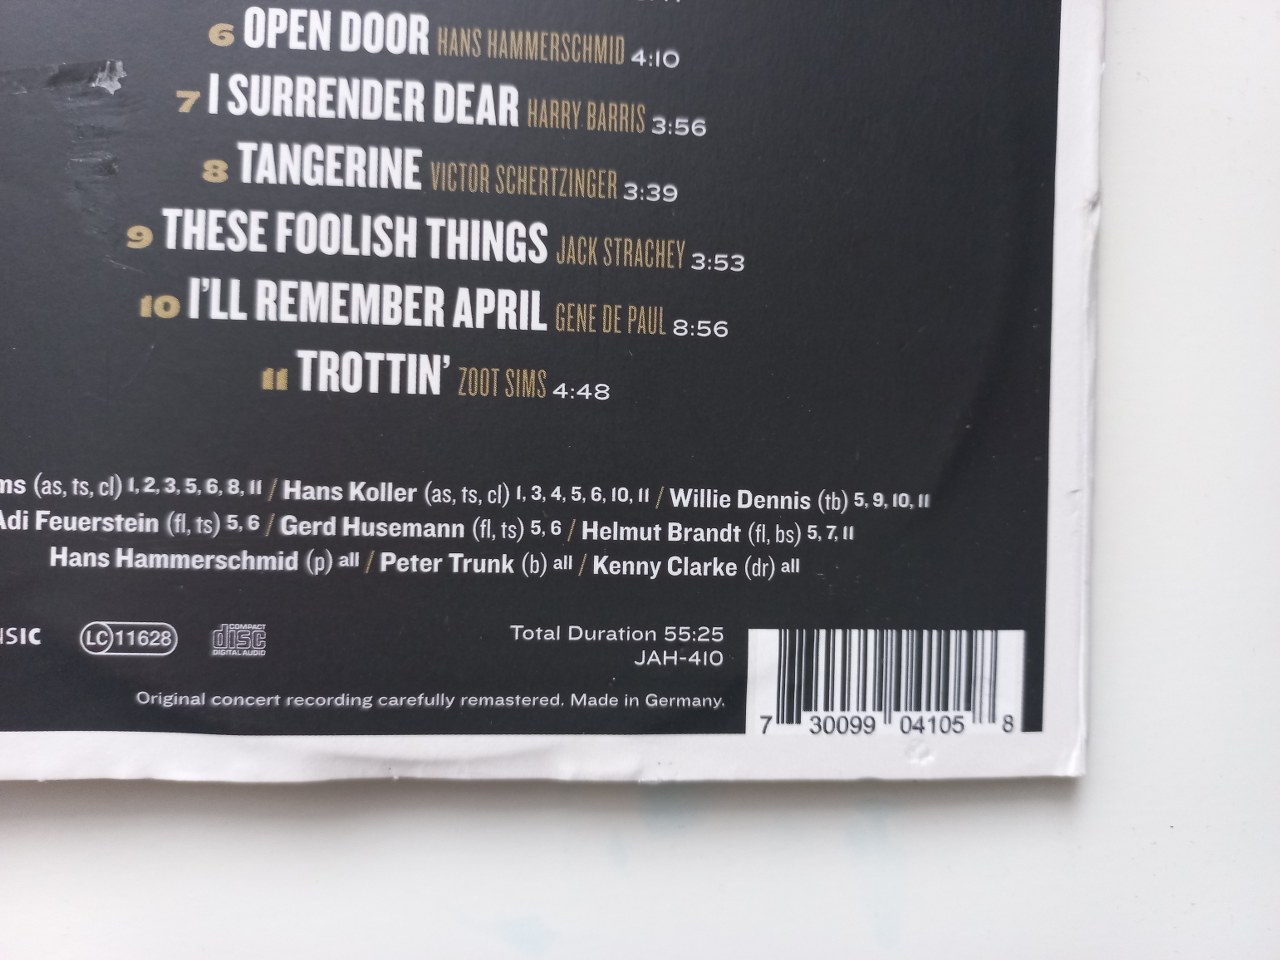 6 OPEN DOOR HANS HAMMERSCHMID 4:10
7 I SURRENDER DEAR HARRY BARRIS 3:56
8 TANGERINE VICTOR SCHERTZINGER 3:39
9 THESE FOOLISH THINGS JACK STRACHEY 3:53
10 I'LL REMEMBER APRIL GENE DE PAUL 8:56
11 TROTTIN' ZOOT SIMS 4:48
ms (as, ts, cl) 1, 2, 3, 5, 6, 8, 11 / Hans Koller (as, ts, cl) 1, 3, 4, 5, 6, 10, 11 / Willie Dennis (tb) 5, 9, 10, 11
Adi Feuerstein (fl, ts) 5, 6 / Gerd Husemann (fl, ts) 5, 6 / Helmut Brandt (fl, bs) 5, 7, 11
Hans Hammerschmid (p) all / Peter Trunk (b) all / Kenny Clarke (dr) all
SIC LC 11628 COMPACT disc DIGITAL AUDIO
Total Duration 55:25
JAH-410
Original concert recording carefully remastered. Made in Germany.
7 30099 04105 8